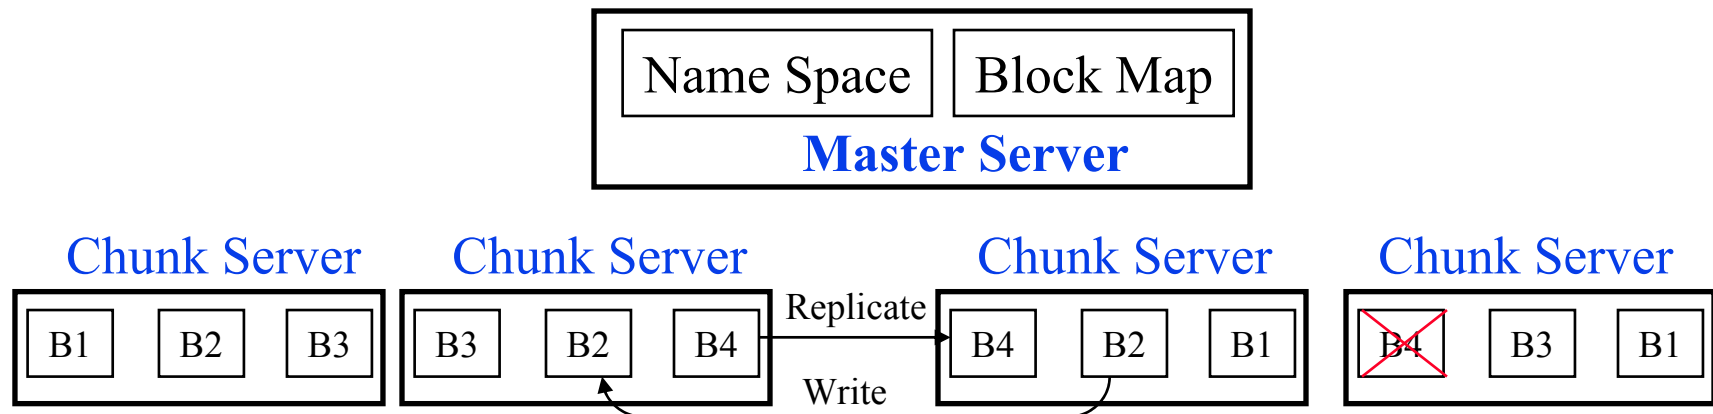 Name Space
Block Map
Master Server
Chunk Server
Chunk Server
Chunk Server
Chunk Server
B1
B2
B3
B3
B2
B4
Replicate
Write
B4
B2
B1
B4
B3
B1